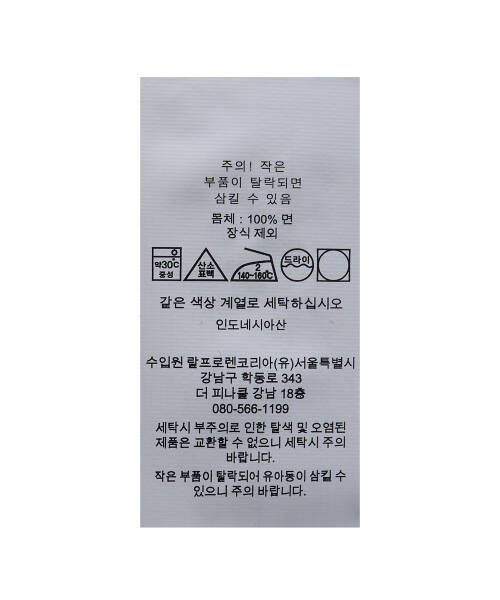 주의! 작은
부품이 탈락되면
삼킬 수 있음
몸체 : 100% 면
장식 제외
약30℃
중성
산소
표백
2
140~160℃
드라이
같은 색상 계열로 세탁하십시오
인도네시아산
수입원 랄프로렌코리아(유)서울특별시
강남구 학동로 343
더 피나클 강남 18층
080-566-1199
세탁시 부주의로 인한 탈색 및 오염된
제품은 교환할 수 없으니 세탁시 주의
바랍니다.
작은 부품이 탈락되어 유아동이 삼킬 수
있으니 주의 바랍니다.